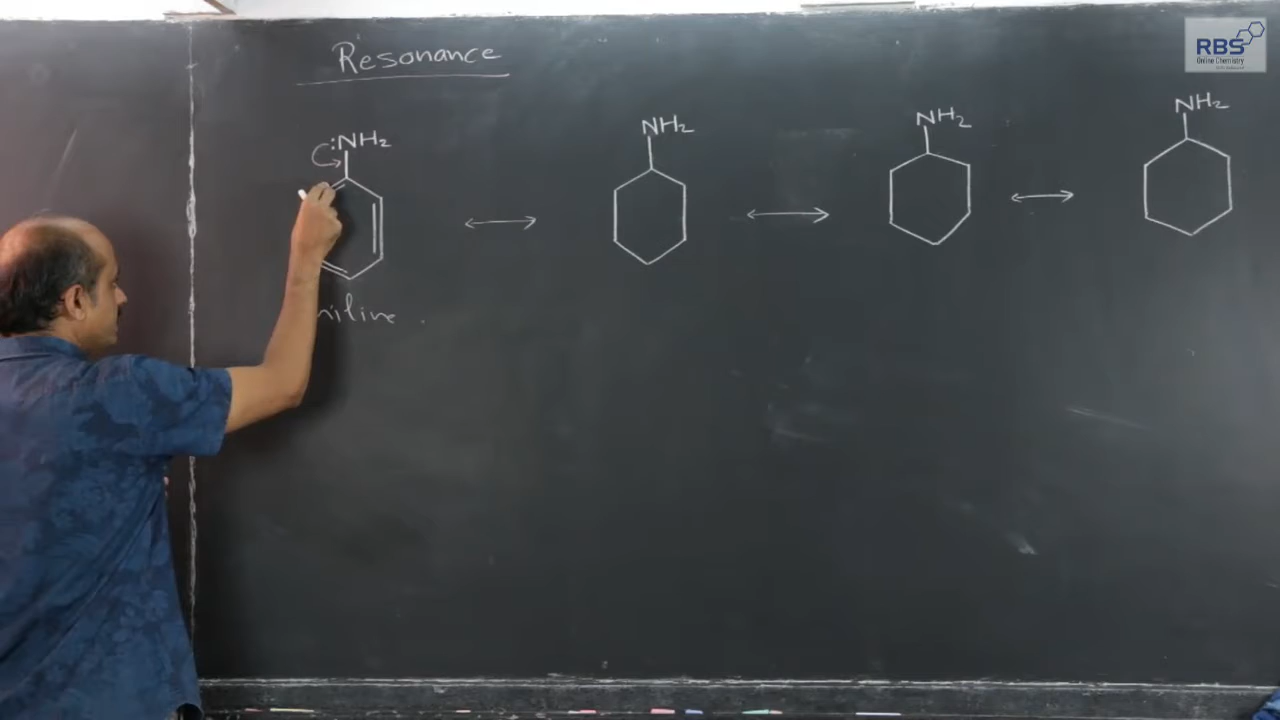 Resonance
RBS
Online Chemistry
:NH₂
NH₂
NH₂
NH₂